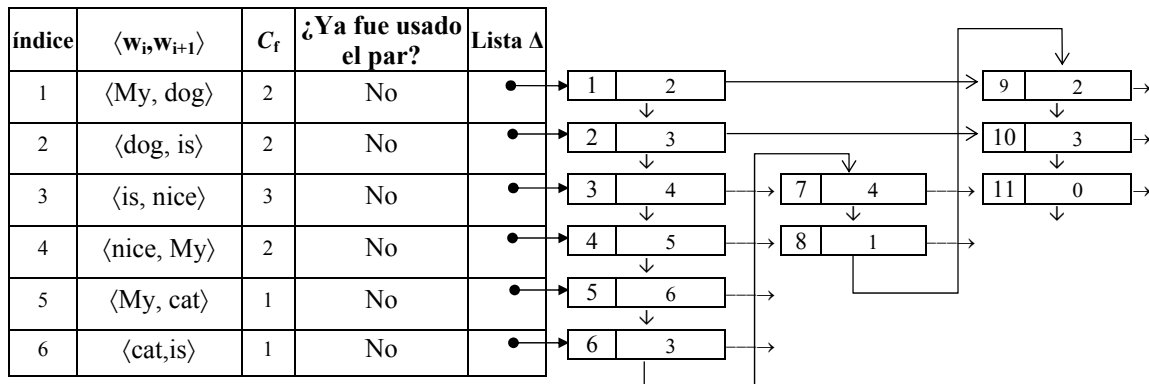 índice ⟨wᵢ,wᵢ₊₁⟩ C_f ¿Ya fue usado el par? Lista Δ
1 ⟨My, dog⟩ 2 No 1 2 9 2
2 ⟨dog, is⟩ 2 No 2 3 10 3
3 ⟨is, nice⟩ 3 No 3 4 7 4 11 0
4 ⟨nice, My⟩ 2 No 4 5 8 1
5 ⟨My, cat⟩ 1 No 5 6
6 ⟨cat,is⟩ 1 No 6 3